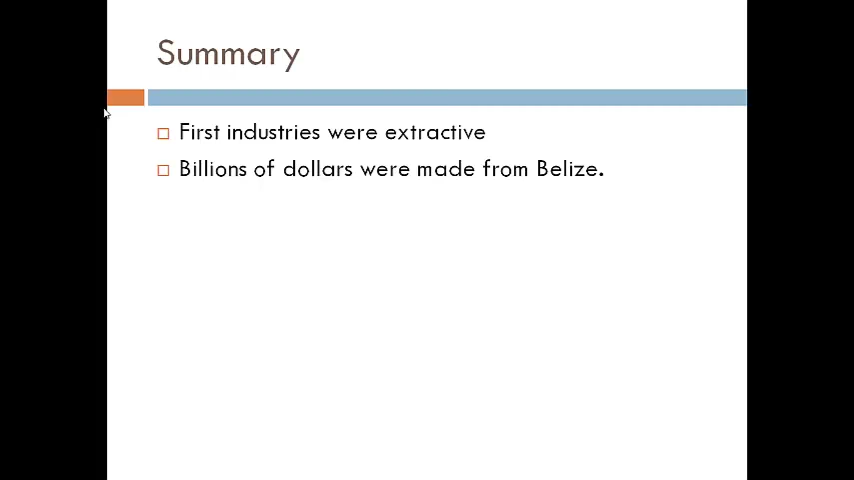 Summary
First industries were extractive
Billions of dollars were made from Belize.